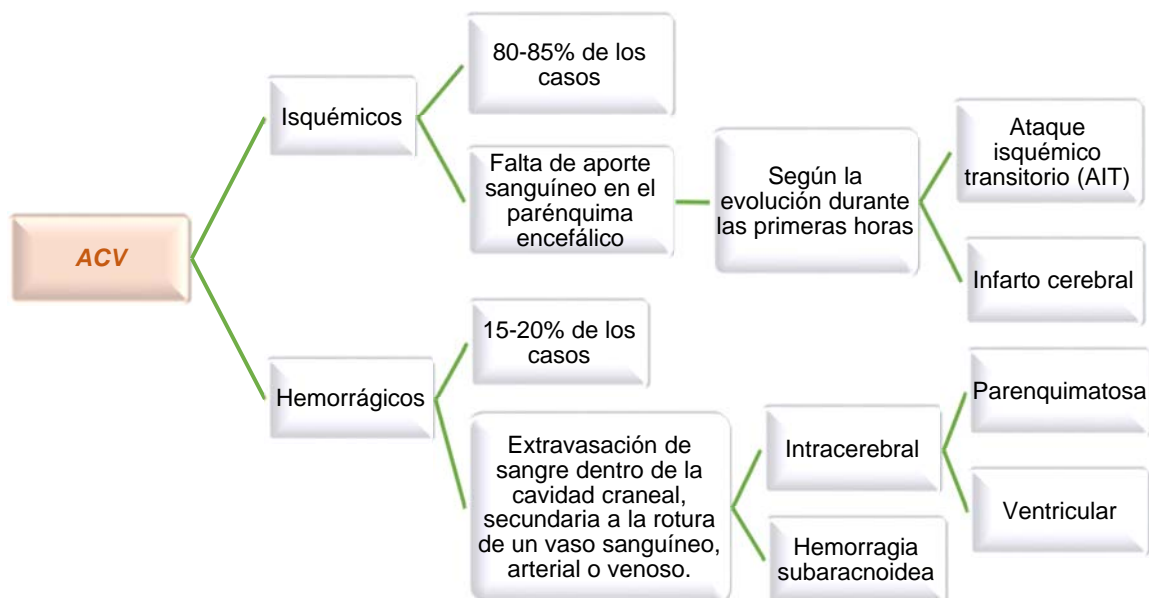 ACV
Isquémicos
80-85% de los
casos
Falta de aporte
sanguíneo en el
parénquima
encefálico
Según la
evolución durante
las primeras horas
Ataque
isquémico
transitorio (AIT)
Infarto cerebral
Hemorrágicos
15-20% de los
casos
Extravasación de
sangre dentro de la
cavidad craneal,
secundaria a la rotura
de un vaso sanguíneo,
arterial o venoso.
Intracerebral
Parenquimatosa
Ventricular
Hemorragia
subaracnoidea